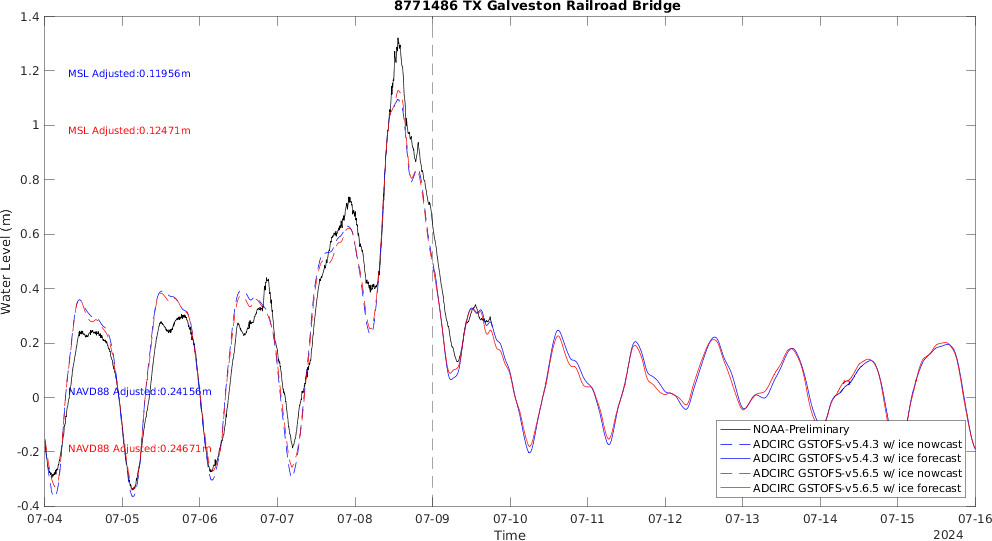 8771486 TX Galveston Railroad Bridge
1.4
1.2
1
0.8
0.6
0.4
0.2
0
-0.2
-0.4
Water Level (m)
MSL Adjusted:0.11956m
MSL Adjusted:0.12471m
NAVD88 Adjusted:0.24156m
NAVD88 Adjusted:0.24671m
NOAA-Preliminary
ADCIRC GSTOFS-v5.4.3 w/ ice nowcast
ADCIRC GSTOFS-v5.4.3 w/ ice forecast
ADCIRC GSTOFS-v5.6.5 w/ ice nowcast
ADCIRC GSTOFS-v5.6.5 w/ ice forecast
07-04 07-05 07-06 07-07 07-08 07-09 07-10 07-11 07-12 07-13 07-14 07-15 07-16
Time
2024